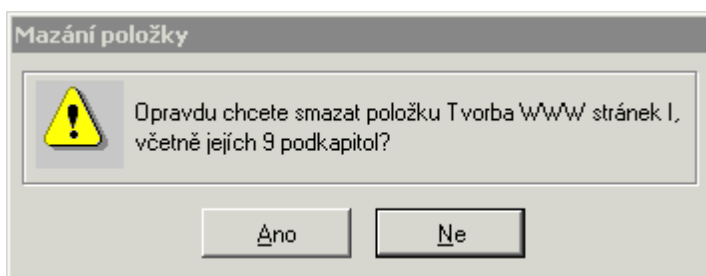 Mazání položky
Opravdu chcete smazat položku Tvorba WWW stránek I,
včetně jejích 9 podkapitol?
Ano
Ne